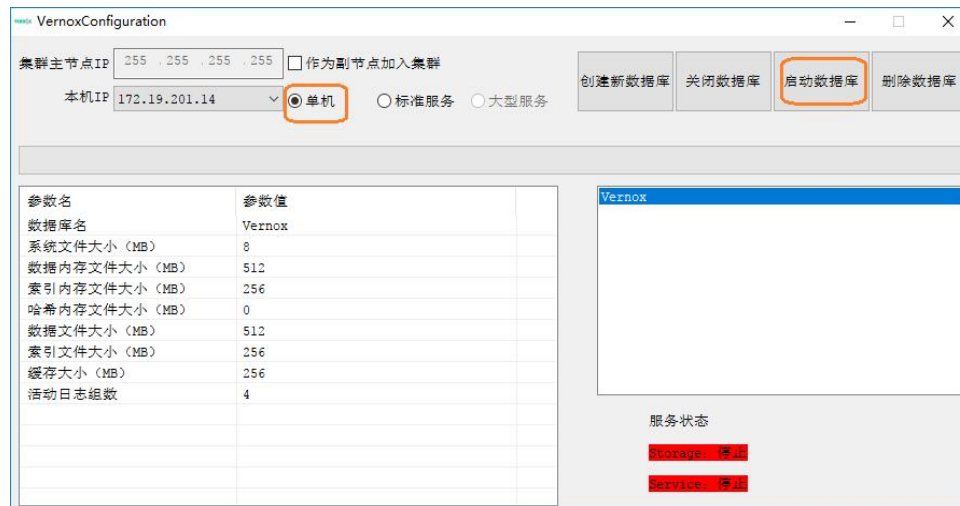 VERNOX VernoxConfiguration
集群主节点IP 255 . 255 . 255 . 255 作为副节点加入集群
本机IP 172.19.201.14 单机 标准服务 大型服务
创建新数据库 关闭数据库 启动数据库 删除数据库
参数名 参数值
数据库名 Vernox
系统文件大小（MB） 8
数据内存文件大小（MB） 512
索引内存文件大小（MB） 256
哈希内存文件大小（MB） 0
数据文件大小（MB） 512
索引文件大小（MB） 256
缓存大小（MB） 256
活动日志组数 4
Vernox
服务状态
Storage：停止
Service：停止